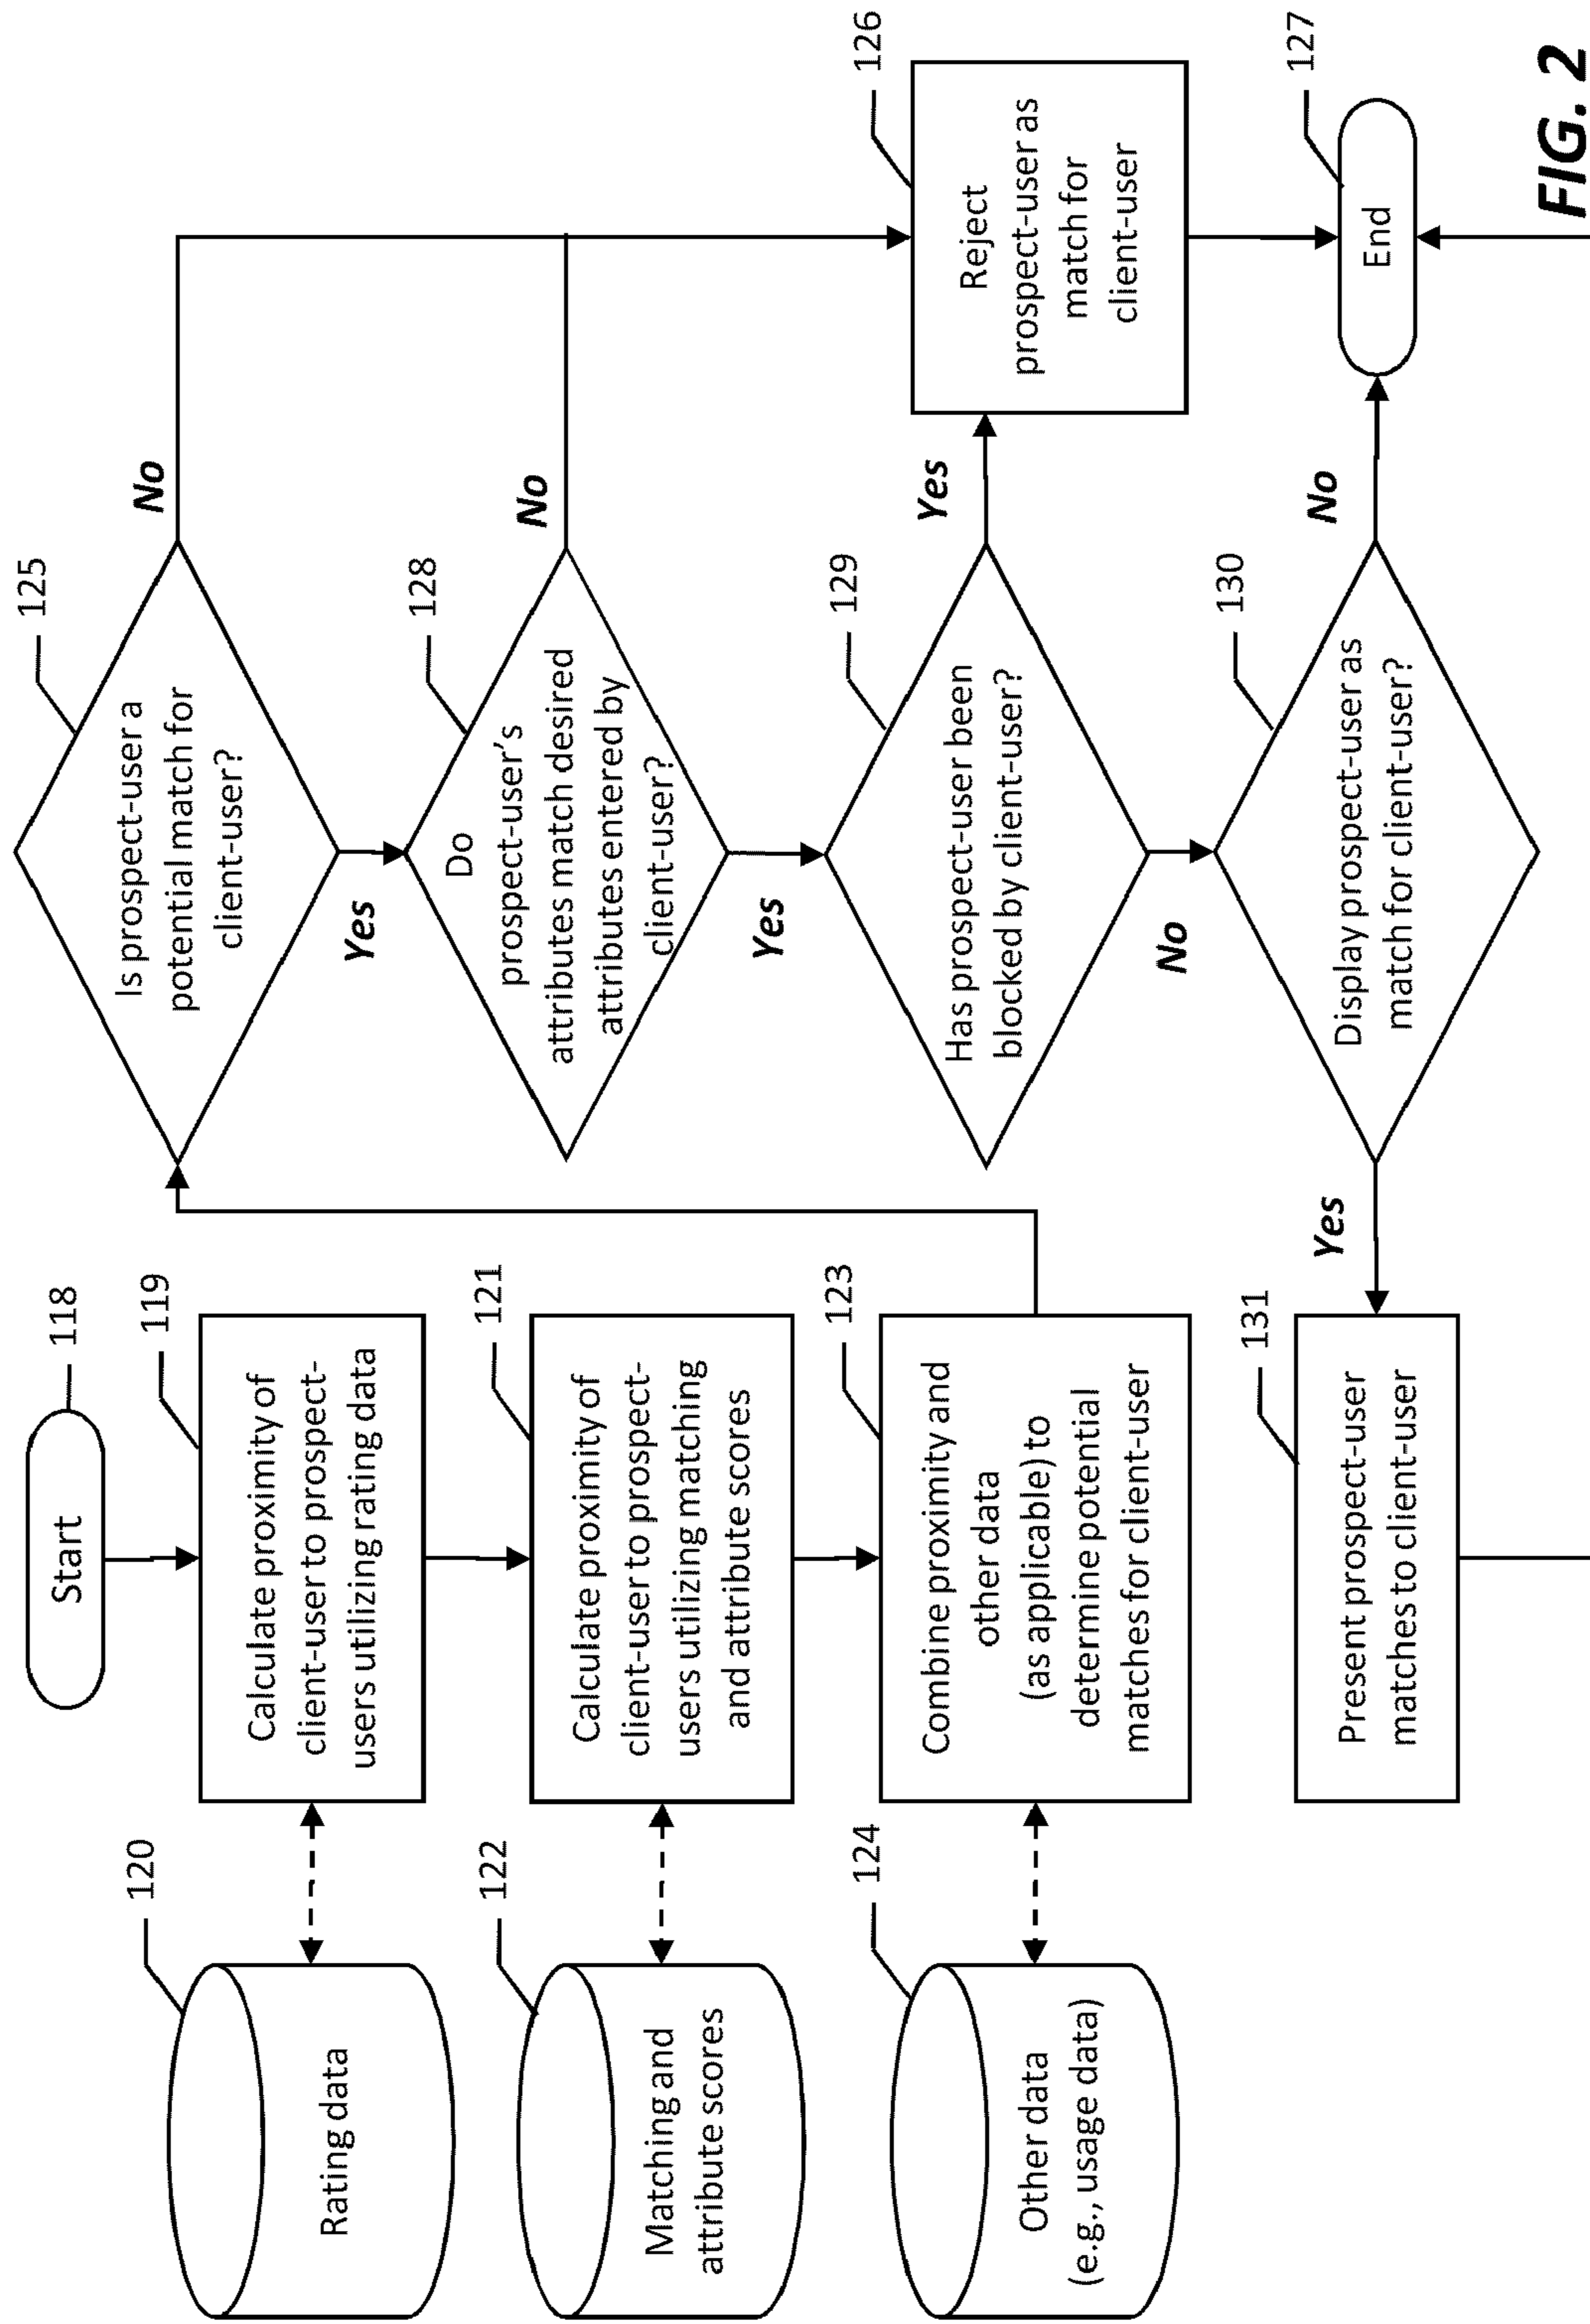 118
Start
119
Calculate proximity of
client-user to prospect-
users utilizing rating data
120
Rating data
121
Calculate proximity of
client-user to prospect-
users utilizing matching
and attribute scores
122
Matching and
attribute scores
123
Combine proximity and
other data
(as applicable) to
determine potential
matches for client-user
124
Other data
(e.g., usage data)
125
Is prospect-user a
potential match for
client-user?
No
Yes
128
Do
prospect-user's
attributes match desired
attributes entered by
client-user?
No
Yes
129
Has prospect-user been
blocked by client-user?
Yes
No
126
Reject
prospect-user as
match for
client-user
130
Display prospect-user as
match for client-user?
No
Yes
127
End
131
Present prospect-user
matches to client-user
FIG. 2